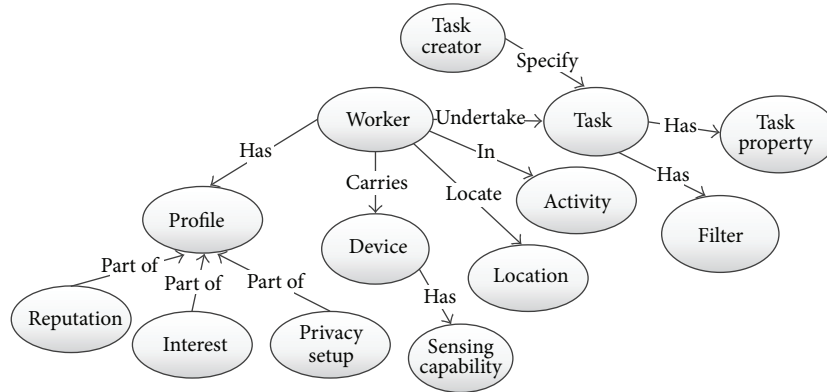 Task
creator
Specify
Worker
Undertake
Task
Has
Task
property
Has
In
Has
Carries
Locate
Activity
Profile
Filter
Device
Location
Part of
Part of
Part of
Has
Reputation
Interest
Privacy
setup
Sensing
capability